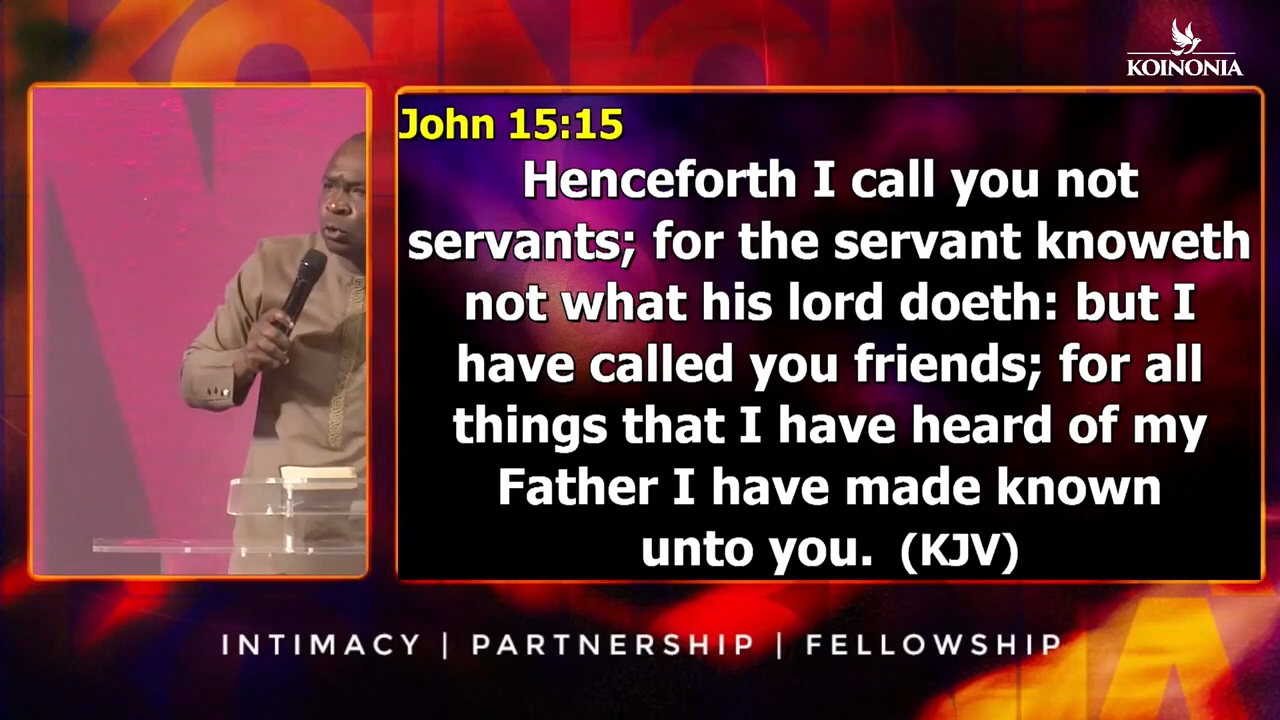 KOINONIA
John 15:15
Henceforth I call you not
servants; for the servant knoweth
not what his lord doeth: but I
have called you friends; for all
things that I have heard of my
Father I have made known
unto you. (KJV)
INTIMACY | PARTNERSHIP | FELLOWSHIP